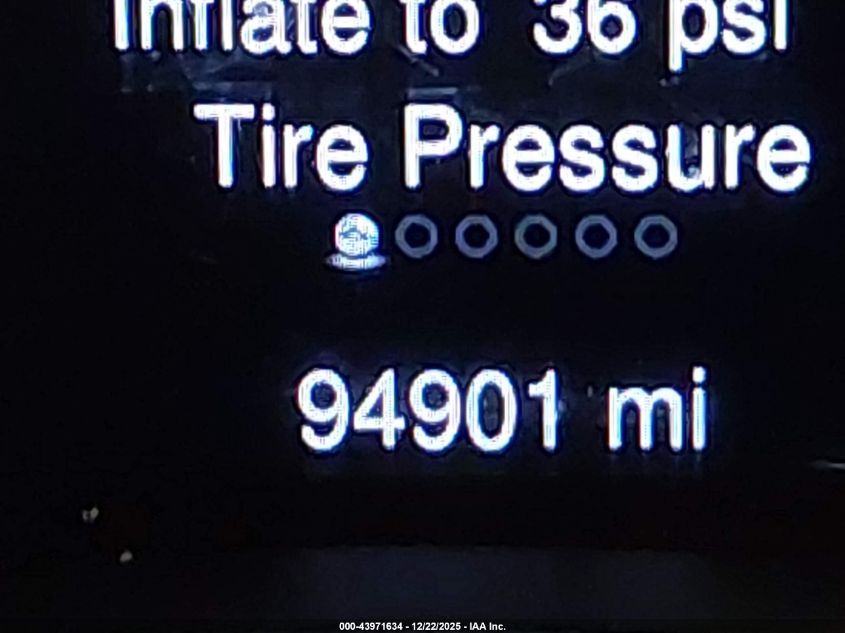 Inflate to 36 psi
Tire Pressure
94901 mi
000-43971634 - 12/22/2025 - IAA Inc.